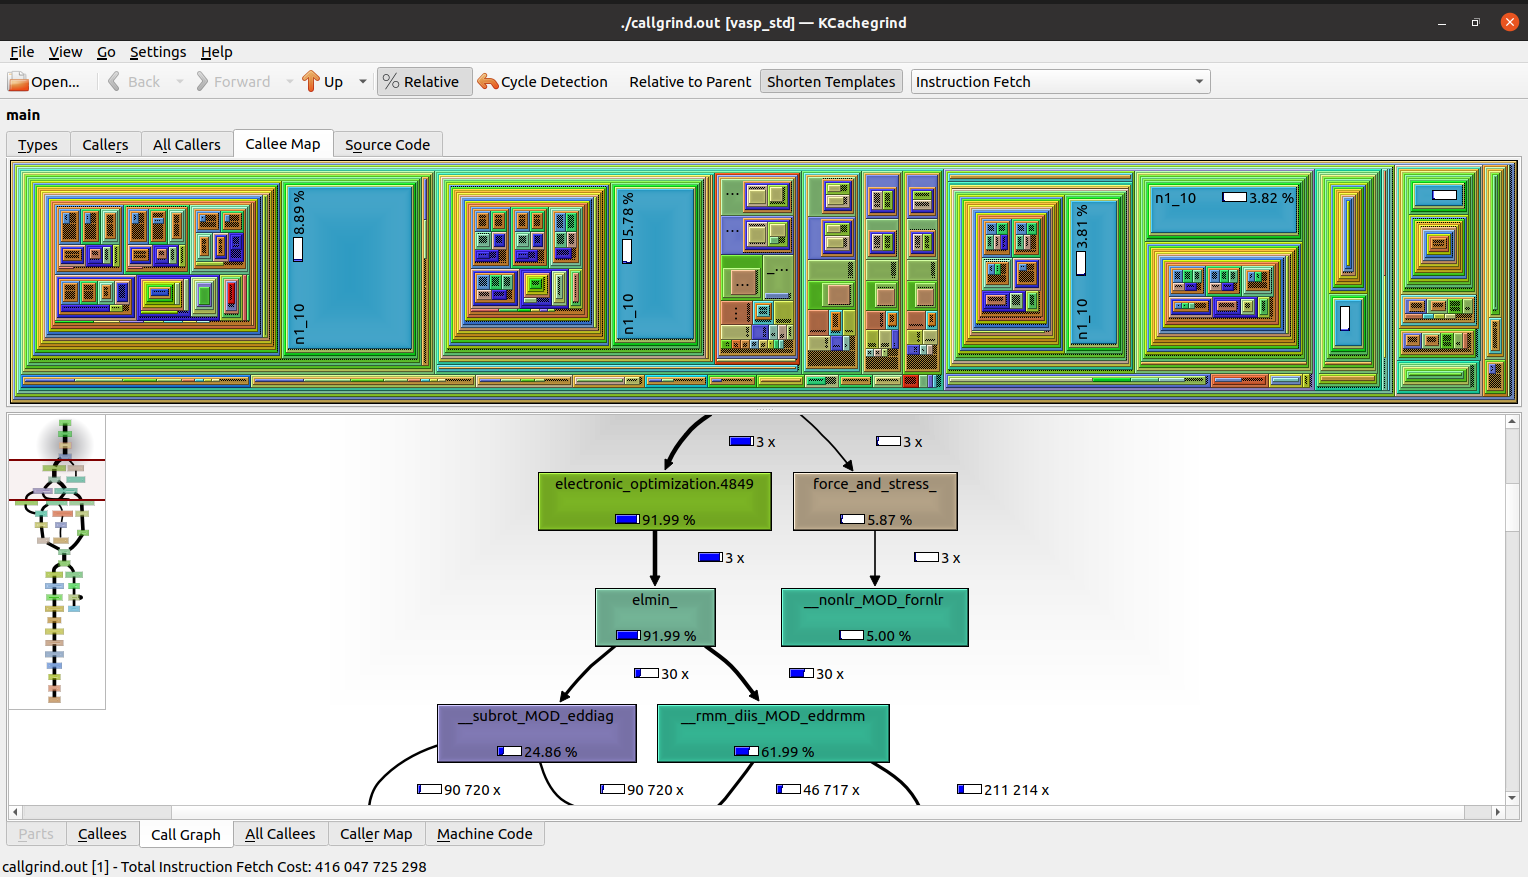 ./callgrind.out [vasp_std] — KCachegrind
File View Go Settings Help
Open... Back Forward Up Relative Cycle Detection Relative to Parent Shorten Templates Instruction Fetch
main
Types Callers All Callers Callee Map Source Code
n1_10 8.89 %
n1_10 5.78 %
...
...
_...
...
...
n1_10 3.81 %
n1_10 3.82 %
3 x
3 x
electronic_optimization.4849
91.99 %
force_and_stress_
5.87 %
3 x
3 x
elmin_
91.99 %
__nonlr_MOD_fornlr
5.00 %
30 x
30 x
__subrot_MOD_eddiag
24.86 %
__rmm_diis_MOD_eddrmm
61.99 %
90 720 x
90 720 x
46 717 x
211 214 x
Parts Callees Call Graph All Callees Caller Map Machine Code
callgrind.out [1] - Total Instruction Fetch Cost: 416 047 725 298